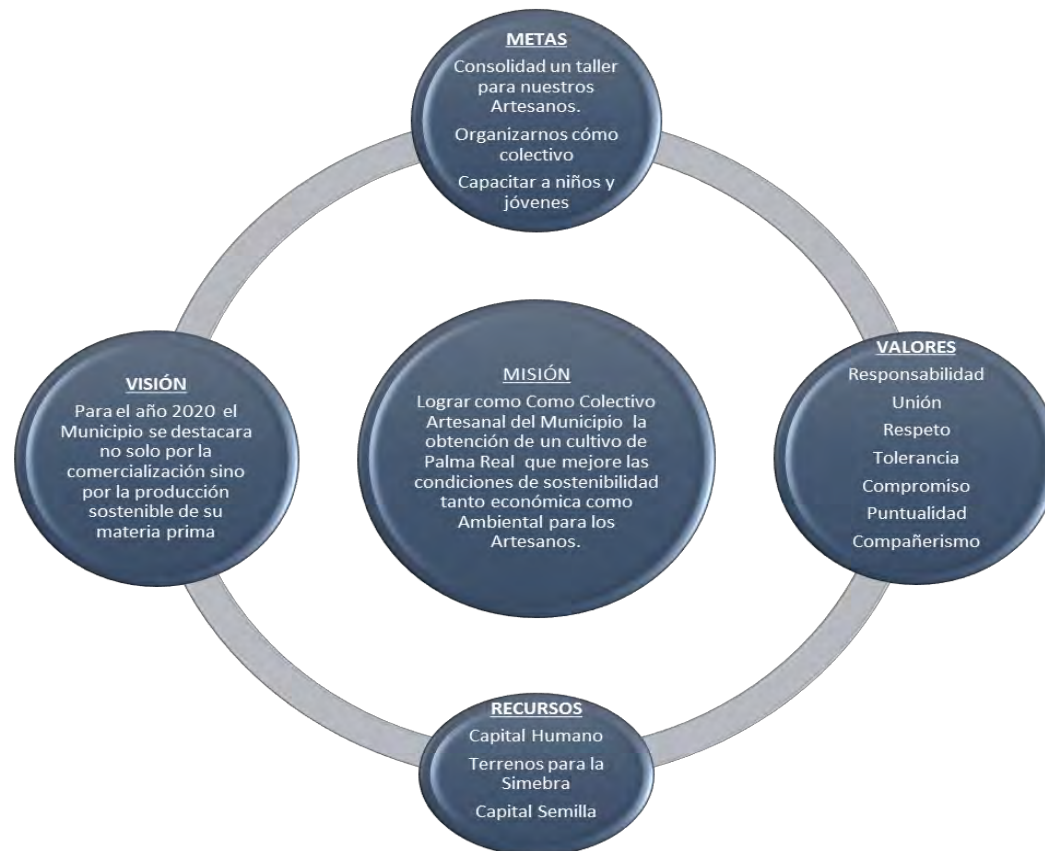 METAS
Consolidad un taller
para nuestros
Artesanos.
Organizarnos cómo
colectivo
Capacitar a niños y
jóvenes
VISIÓN
Para el año 2020 el
Municipio se destacara
no solo por la
comercialización sino
por la producción
sostenible de su
materia prima
MISIÓN
Lograr como Como Colectivo
Artesanal del Municipio la
obtención de un cultivo de
Palma Real que mejore las
condiciones de sostenibilidad
tanto económica como
Ambiental para los
Artesanos.
VALORES
Responsabilidad
Unión
Respeto
Tolerancia
Compromiso
Puntualidad
Compañerismo
RECURSOS
Capital Humano
Terrenos para la
Simebra
Capital Semilla